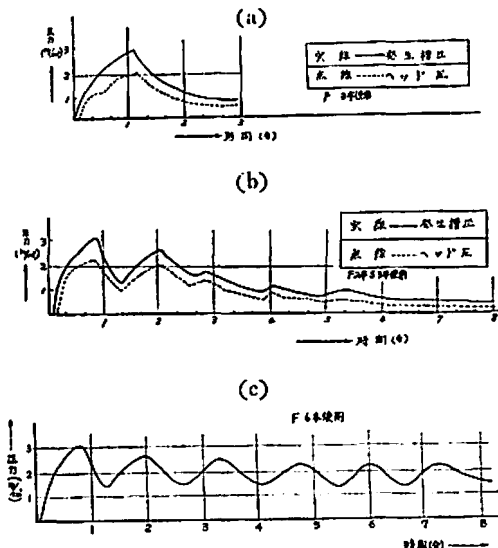 (a)
圧力
3
2
1
実線——発生槽圧
点線-----ヘッド圧
1 2 3
時間(分)
(b)
圧力
3
2
1
実線——発生槽圧
点線-----ヘッド圧
1 2 3 4 5 6 7 8
時間(分)
(c)
F 6本使用
3
2
1
0 1 2 3 4 5 6 7 8
時間(分)